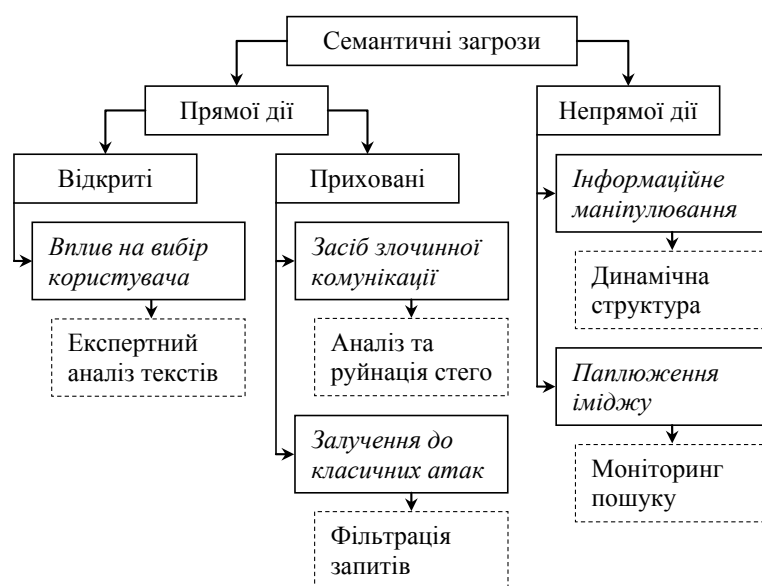 Семантичні загрози
Прямої дії
Непрямої дії
Відкриті
Приховані
Вплив на вибір
користувача
Експертний
аналіз текстів
Засіб злочинної
комунікації
Аналіз та
руйнація стего
Залучення до
класичних атак
Фільтрація
запитів
Інформаційне
маніпулювання
Динамічна
структура
Паплюження
іміджу
Моніторинг
пошуку